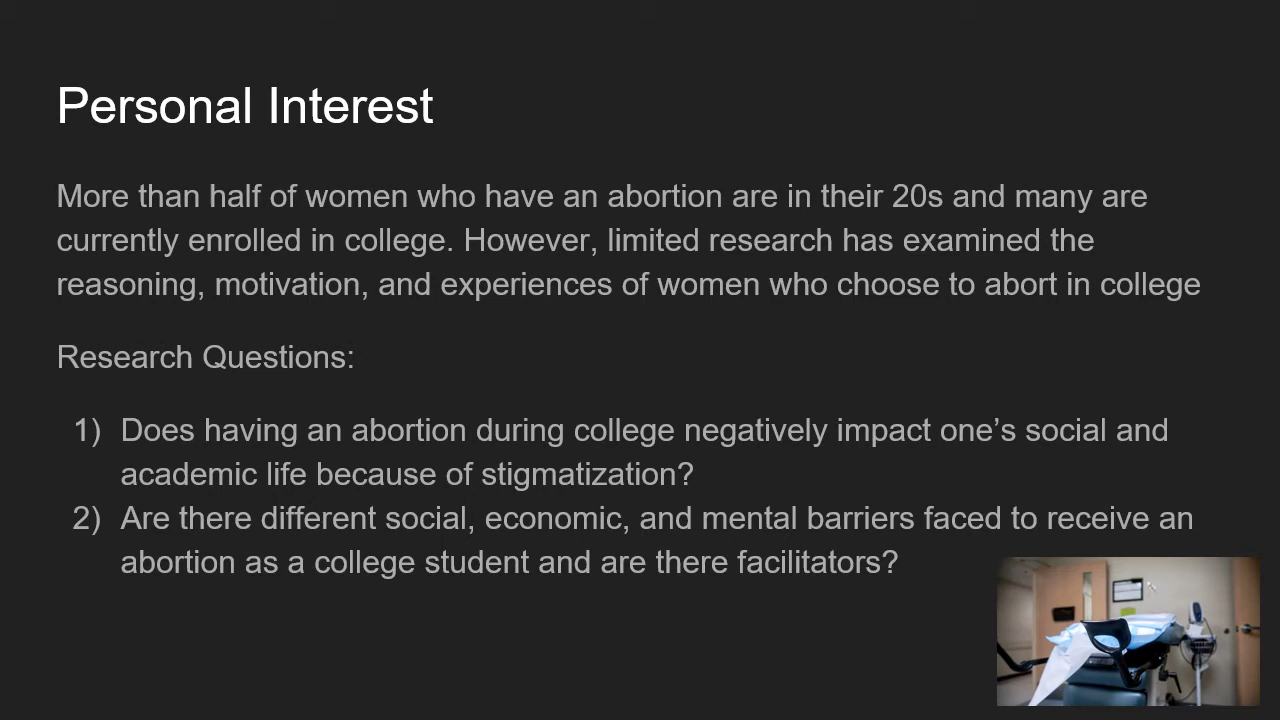 Personal Interest
More than half of women who have an abortion are in their 20s and many are
currently enrolled in college. However, limited research has examined the
reasoning, motivation, and experiences of women who choose to abort in college
Research Questions:
1) Does having an abortion during college negatively impact one’s social and
academic life because of stigmatization?
2) Are there different social, economic, and mental barriers faced to receive an
abortion as a college student and are there facilitators?